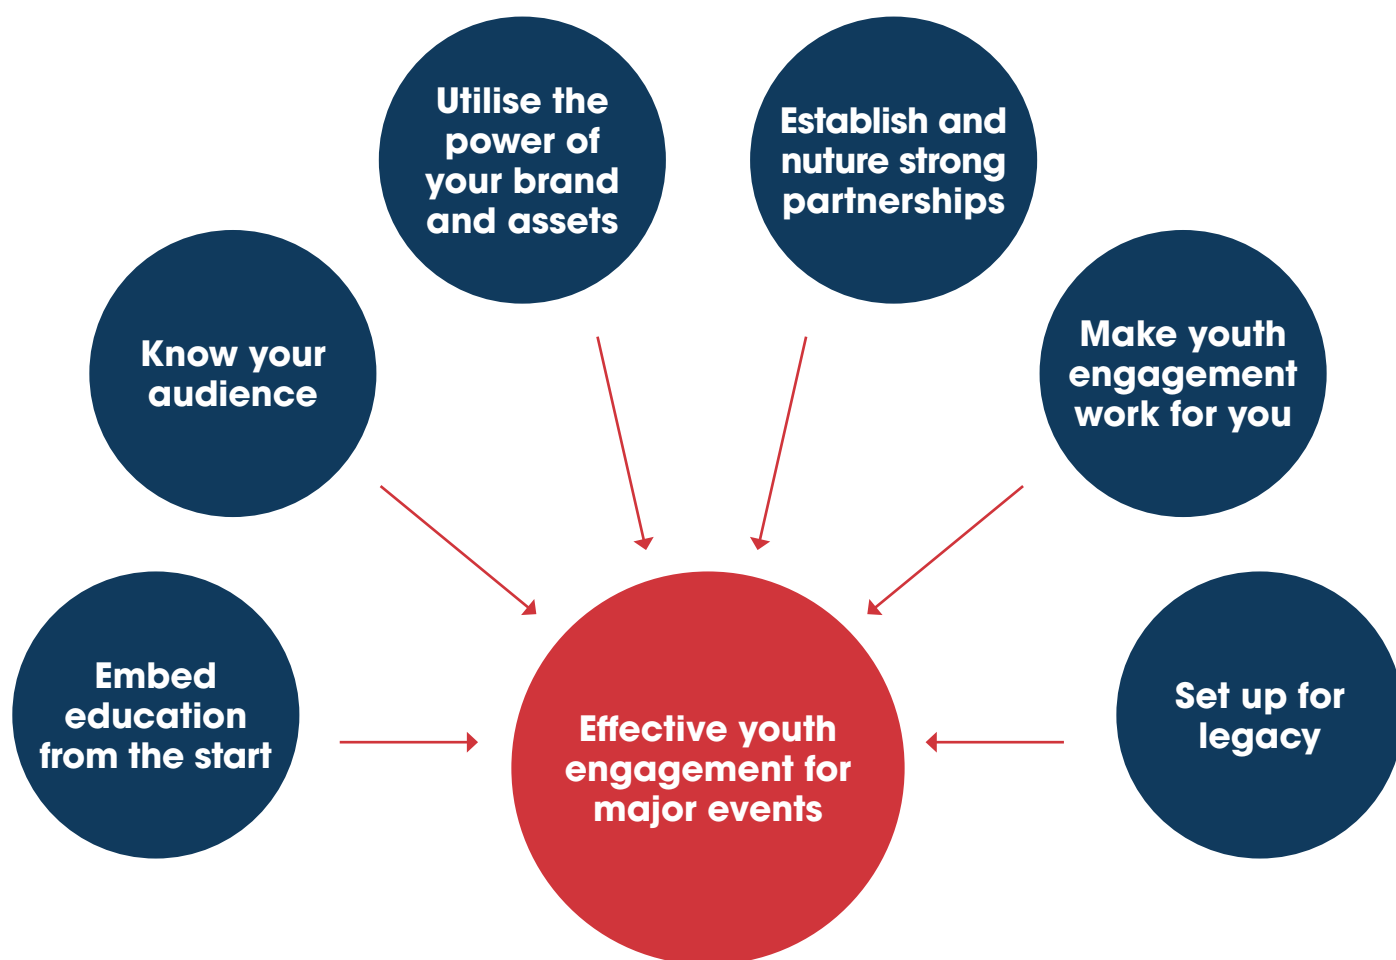 Utilise the
power of
your brand
and assets
Establish and
nuture strong
partnerships
Know your
audience
Make youth
engagement
work for you
Embed
education
from the start
Set up for
legacy
Effective youth
engagement for
major events